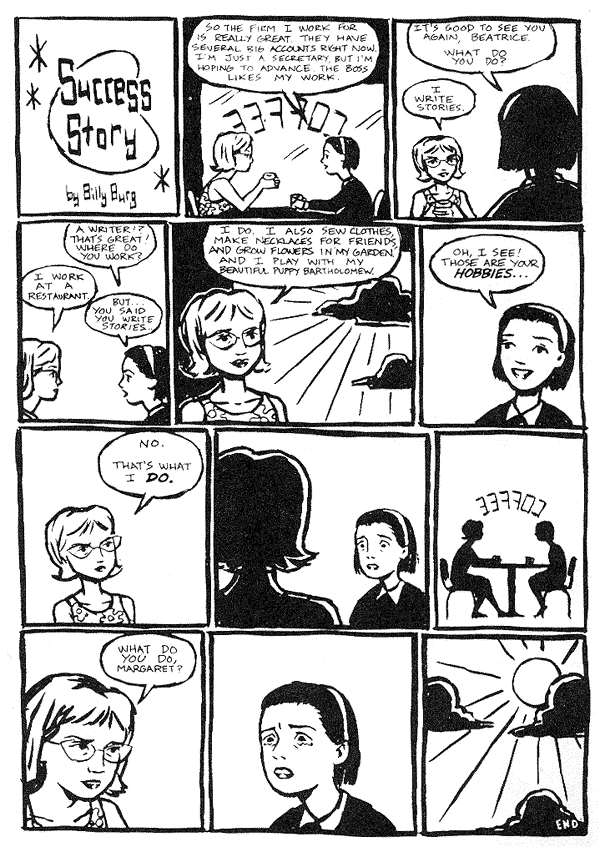 Success
Story
by Billy Burg
SO THE FIRM I WORK FOR
IS REALLY GREAT. THEY HAVE
SEVERAL BIG ACCOUNTS RIGHT NOW.
I'M JUST A SECRETARY, BUT I'M
HOPING TO ADVANCE. THE BOSS
LIKES MY WORK.
COFFEE
IT'S GOOD TO SEE YOU
AGAIN, BEATRICE.
WHAT DO
YOU DO?
I
WRITE
STORIES.
A WRITER!?
THAT'S GREAT!
WHERE DO
YOU WORK?
I WORK
AT A
RESTAURANT.
BUT...
YOU SAID
YOU WRITE
STORIES...
I DO. I ALSO SEW CLOTHES,
MAKE NECKLACES FOR FRIENDS,
AND GROW FLOWERS IN MY GARDEN,
AND I PLAY WITH MY
BEAUTIFUL PUPPY BARTHOLOMEW.
OH, I SEE!
THOSE ARE YOUR
HOBBIES...
NO.
THAT'S WHAT
I DO.
COFFEE
WHAT DO
YOU DO,
MARGARET?
END